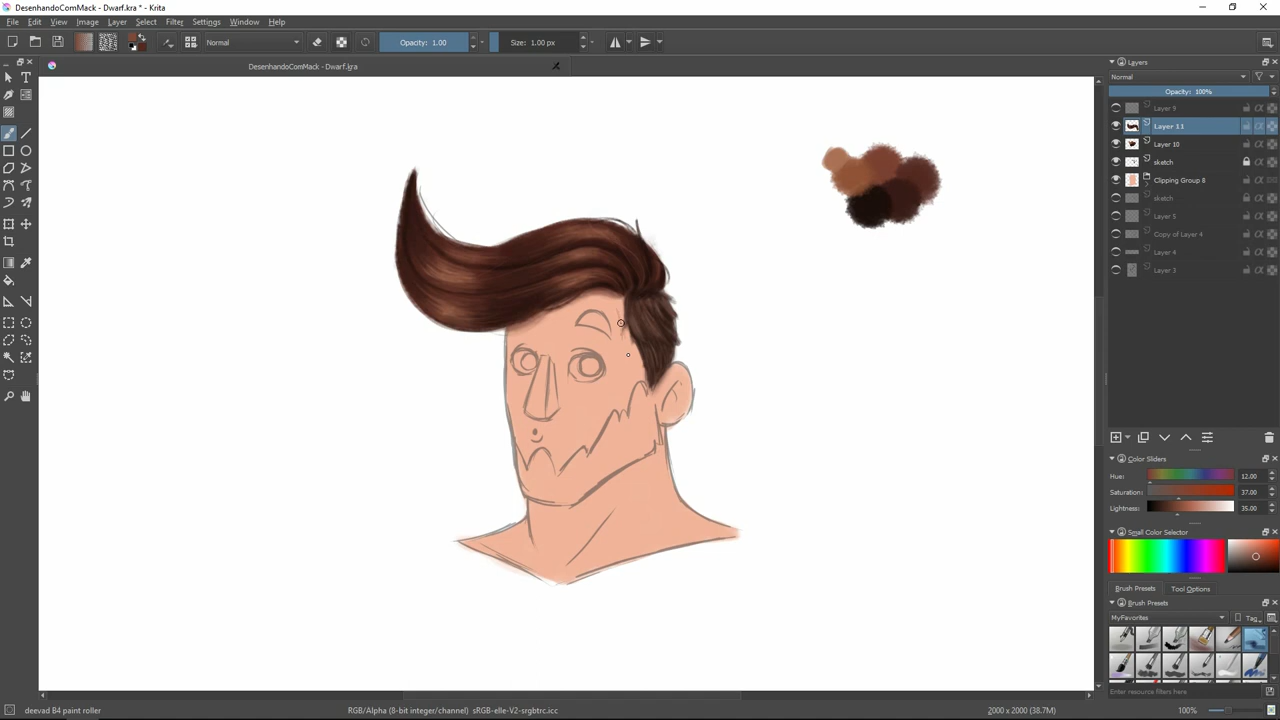 DesenhandoComMack - Dwarf.kra * - Krita
File Edit View Image Layer Select Filter Settings Window Help
Normal Opacity: 1.00 Size: 1.00 px
DesenhandoComMack - Dwarf.kra
Layers
Normal
Opacity: 100%
Layer 9
Layer 11
Layer 10
sketch
Clipping Group 8
sketch
Layer 5
Copy of Layer 4
Layer 4
Layer 3
Color Sliders
Hue: 12.00
Saturation: 37.00
Lightness: 35.00
Small Color Selector
Brush Presets Tool Options
Brush Presets
MyFavorites Tag
Enter resource filters here
deevad B4 paint roller RGB/Alpha (8-bit integer/channel) sRGB-elle-V2-srgbtrc.icc 2000 x 2000 (38.7M) 100%